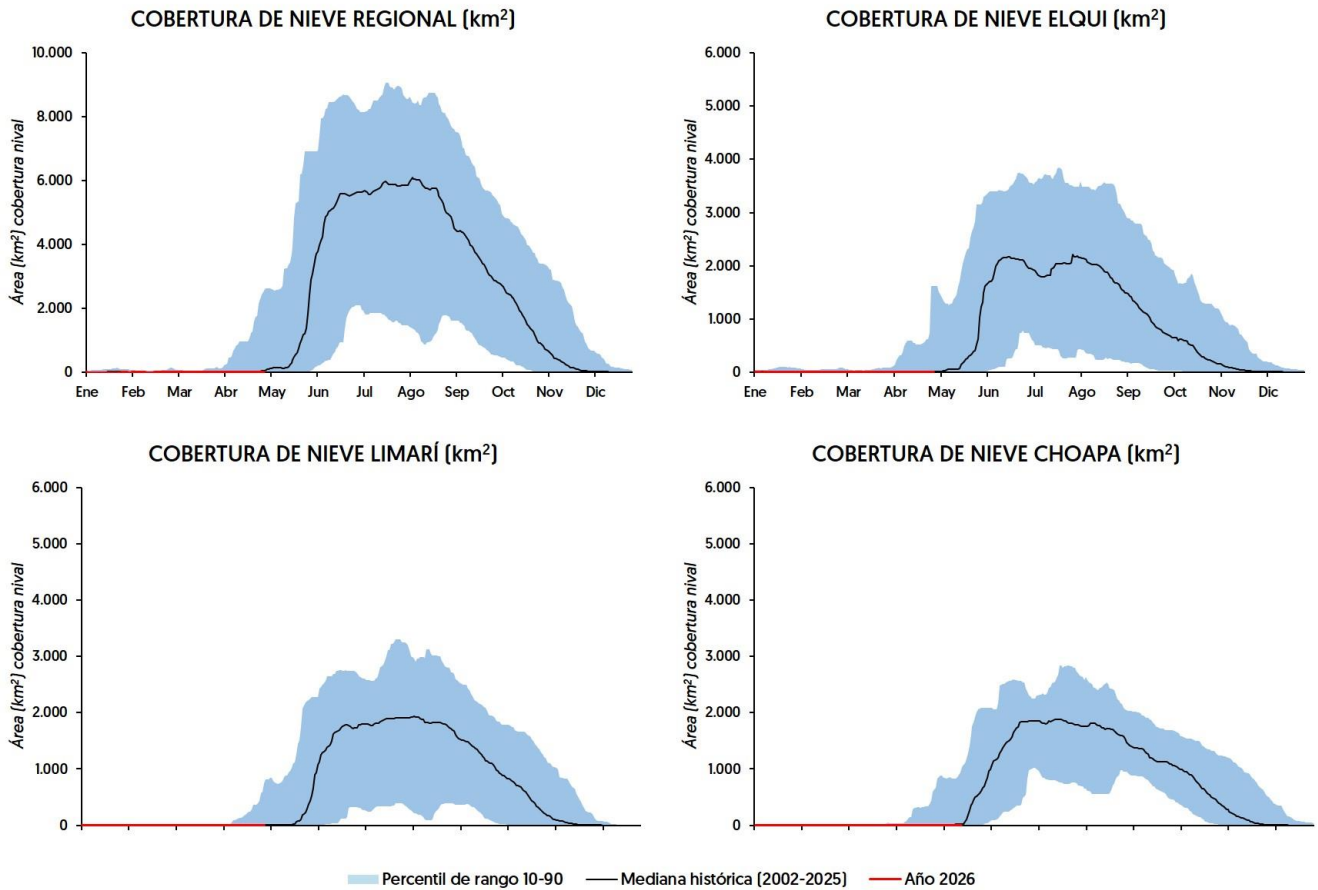 COBERTURA DE NIEVE REGIONAL (km²)
Área (km²) cobertura nival
10.000
8.000
6.000
4.000
2.000
0
Ene Feb Mar Abr May Jun Jul Ago Sep Oct Nov Dic
COBERTURA DE NIEVE ELQUI (km²)
Área (km²) cobertura nival
6.000
5.000
4.000
3.000
2.000
1.000
0
Ene Feb Mar Abr May Jun Jul Ago Sep Oct Nov Dic
COBERTURA DE NIEVE LIMARÍ (km²)
Área (km²) cobertura nival
6.000
5.000
4.000
3.000
2.000
1.000
0
COBERTURA DE NIEVE CHOAPA (km²)
Área (km²) cobertura nival
6.000
5.000
4.000
3.000
2.000
1.000
0
Percentil de rango 10-90 Mediana histórica (2002-2025) Año 2026